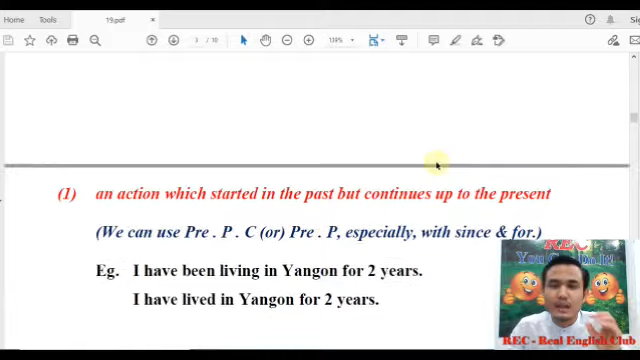 Home Tools 19.pdf × Sig
3 / 10 138%
(1) an action which started in the past but continues up to the present
(We can use Pre . P . C (or) Pre . P, especially, with since & for.)
Eg. I have been living in Yangon for 2 years.
I have lived in Yangon for 2 years.
REC
You Can Do It!
REC - Real English Club